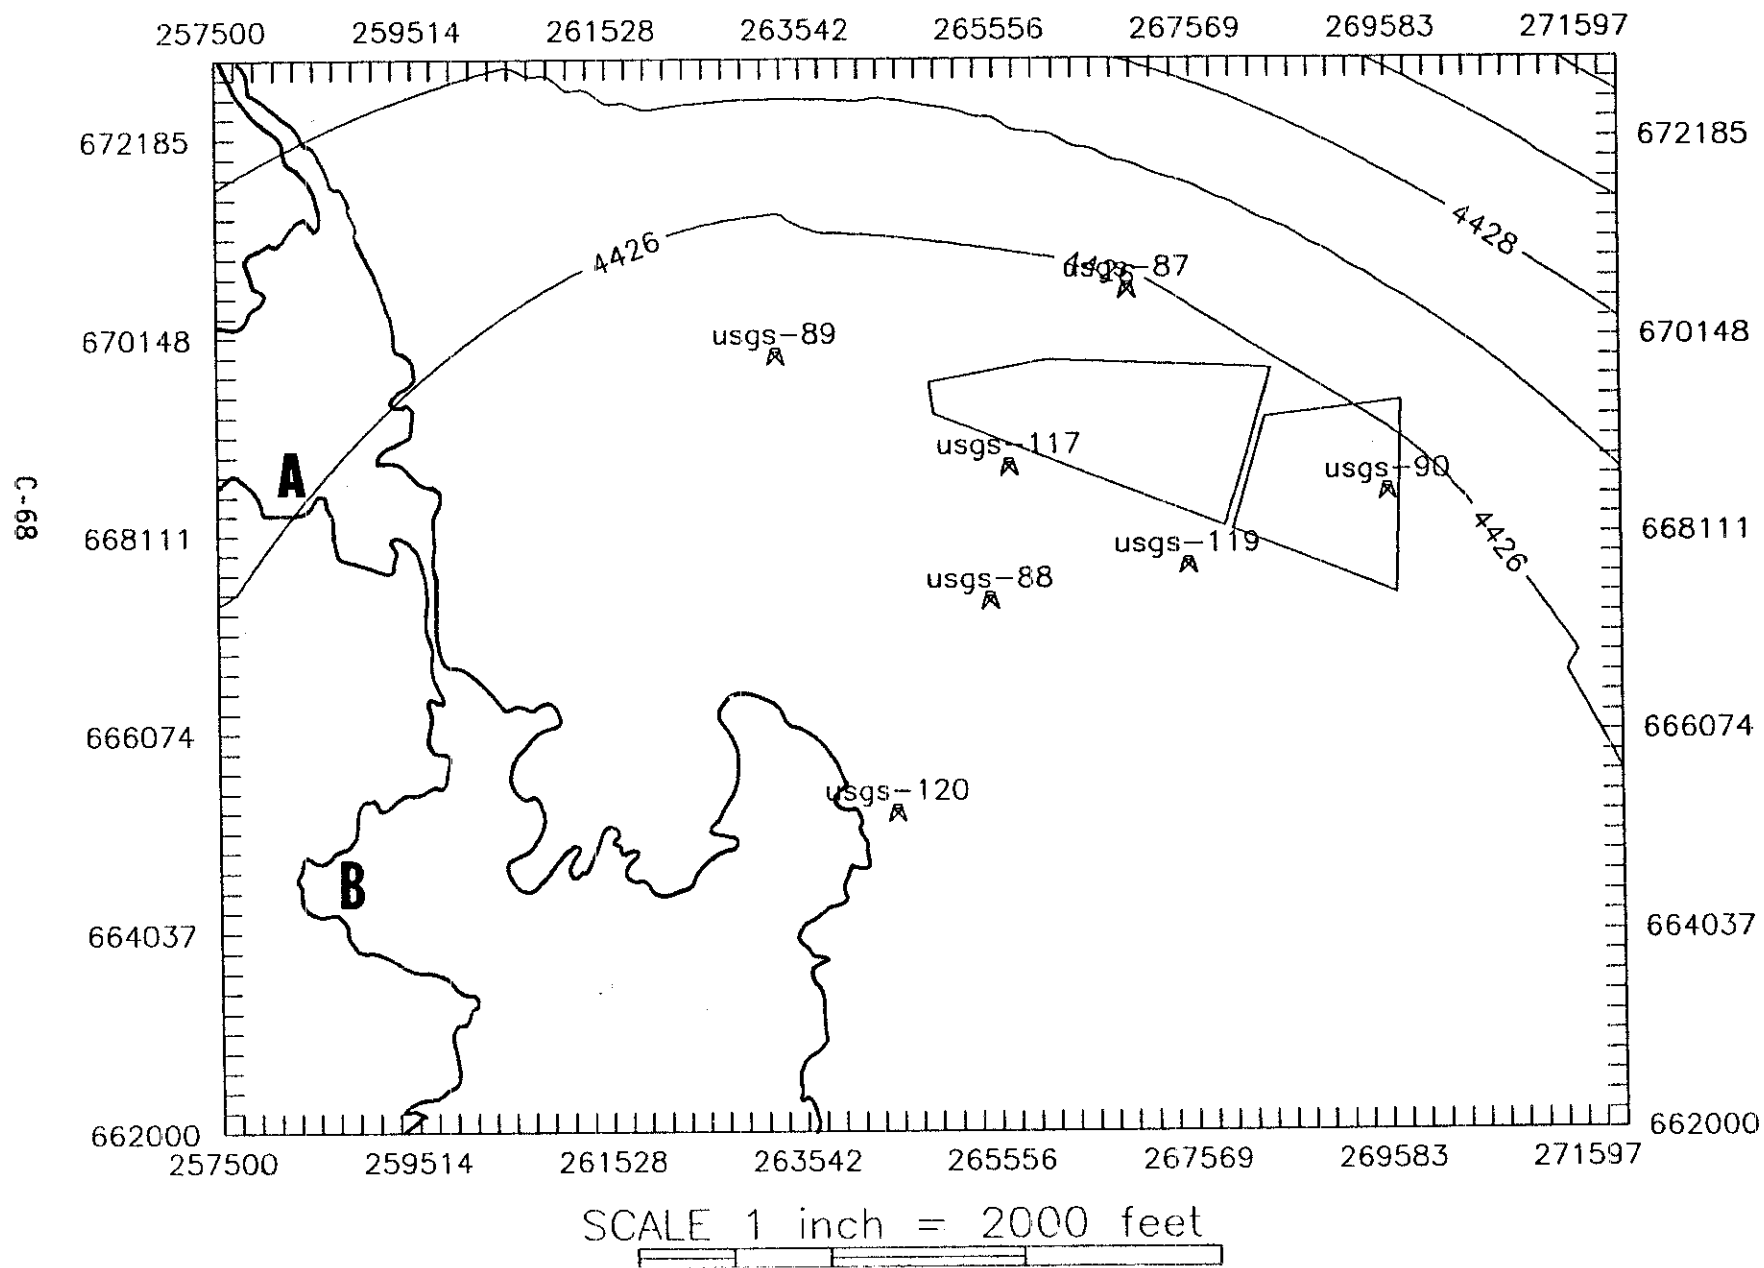 257500 259514 261528 263542 265556 267569 269583 271597
672185 672185
4428
4426
usgs-87
usgs-89
670148 670148
usgs-117
usgs-90
A
C-68
668111 668111
4426
usgs-119
usgs-88
666074 666074
usgs-120
B
664037 664037
662000 662000
257500 259514 261528 263542 265556 267569 269583 271597
SCALE 1 inch = 2000 feet